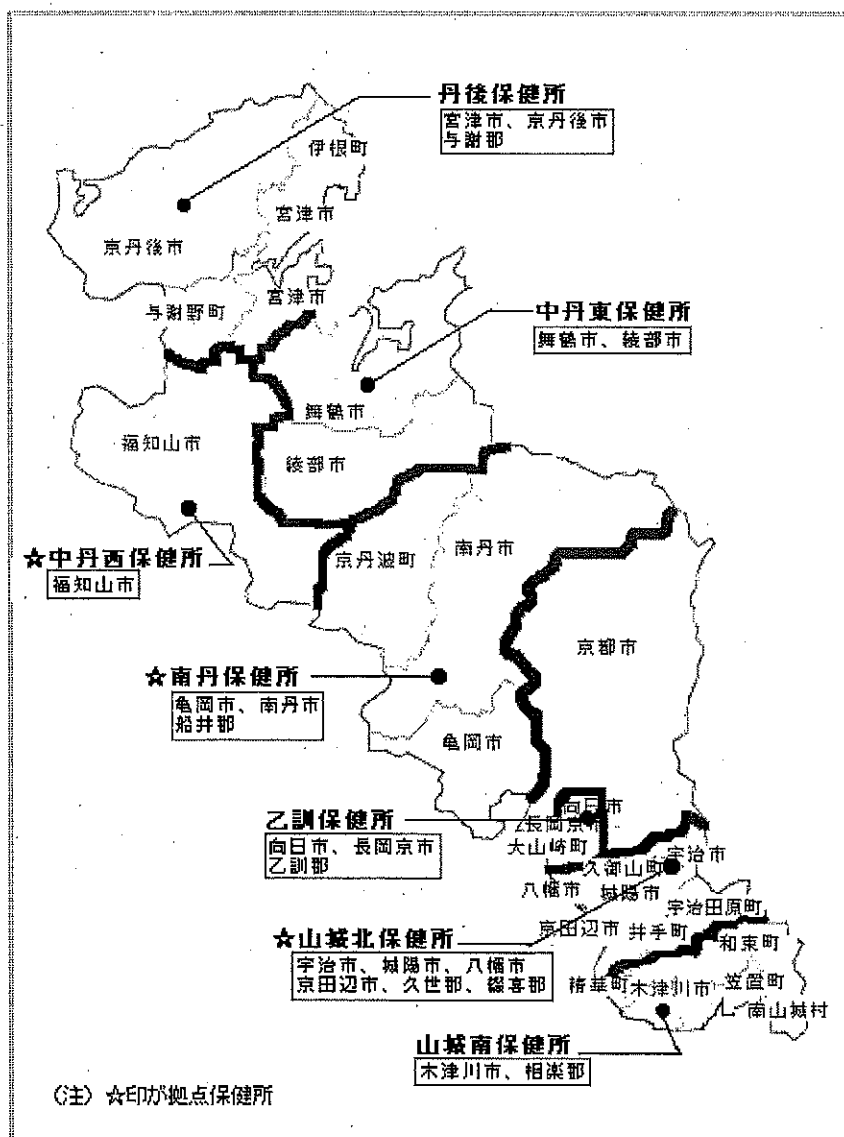 丹後保健所
宮津市、京丹後市
与謝郡
伊根町
宮津市
京丹後市
宮津市
与謝野町
中丹東保健所
舞鶴市、綾部市
舞鶴市
福知山市
綾部市
☆中丹西保健所
福知山市
京丹波町
南丹市
京都市
☆南丹保健所
亀岡市、南丹市
船井郡
亀岡市
乙訓保健所
向日市、長岡京市
乙訓郡
向日市
長岡京市
大山崎町
宇治市
久御山町
八幡市
城陽市
宇治田原町
京田辺市
井手町
和束町
☆山城北保健所
宇治市、城陽市、八幡市
京田辺市、久世郡、綴喜郡
精華町
木津川市
笠置町
南山城村
山城南保健所
木津川市、相楽郡
(注) ☆印が拠点保健所